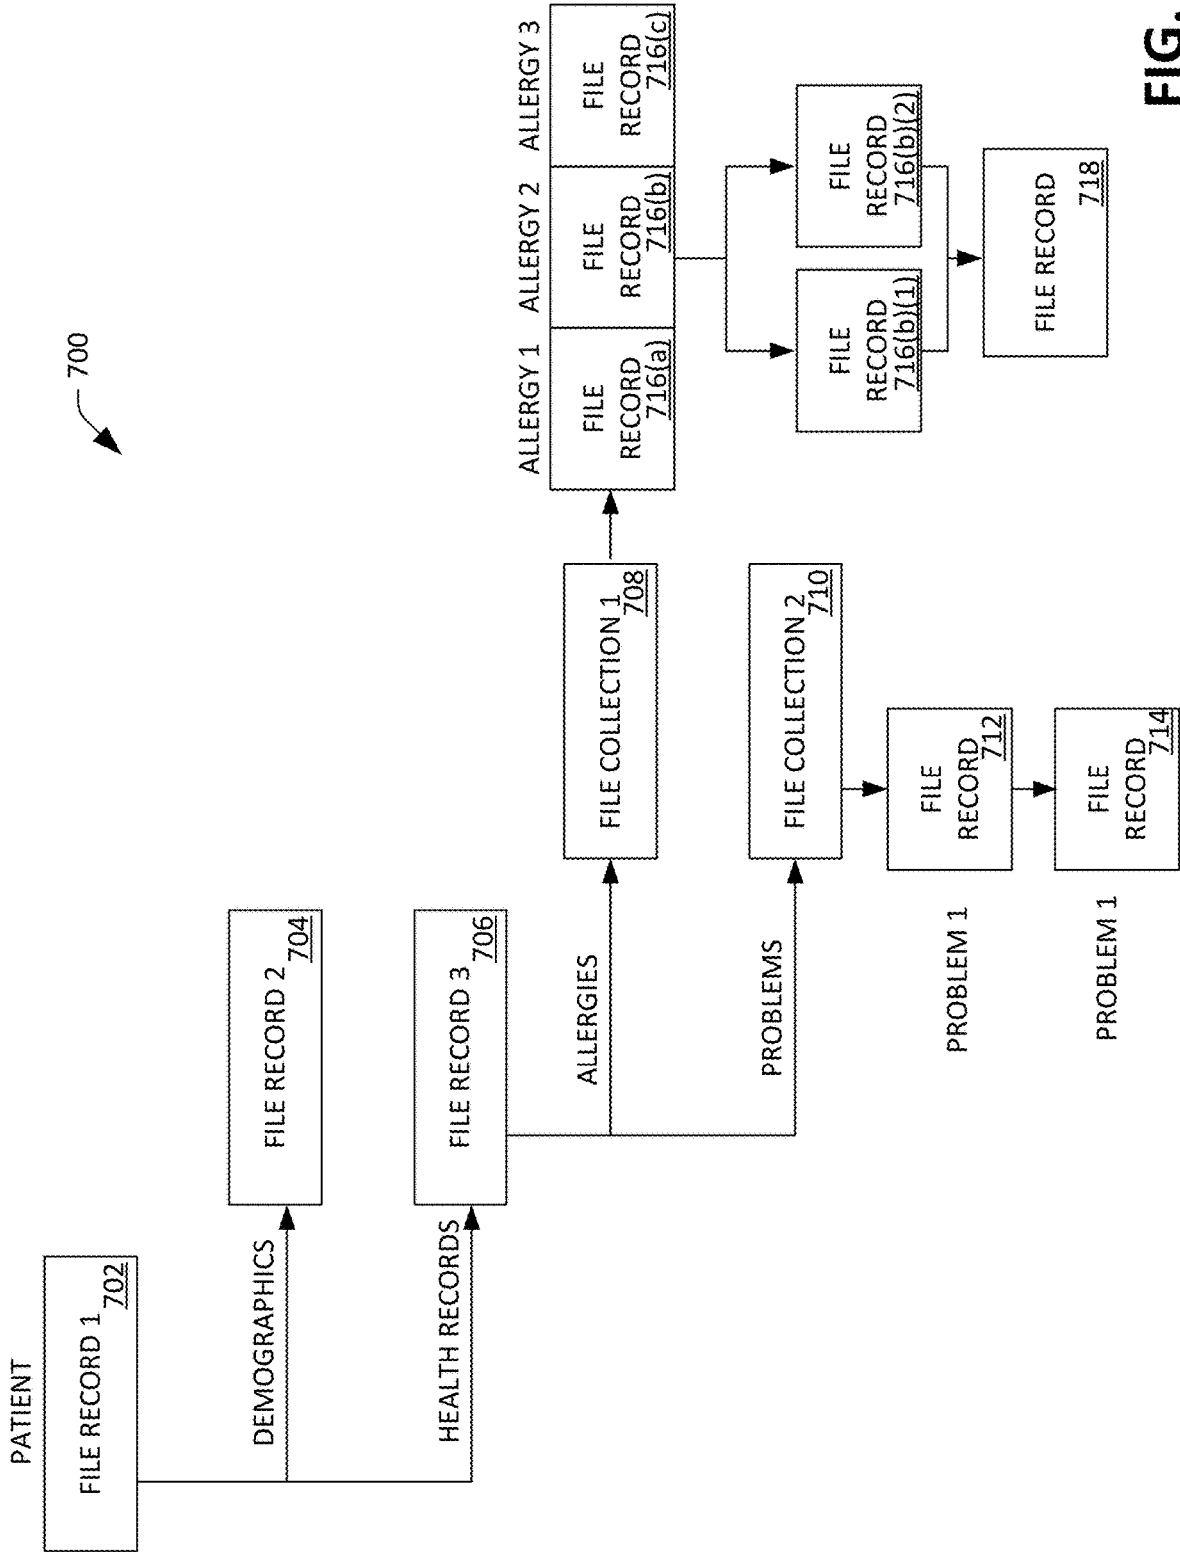 700
PATIENT
FILE RECORD 1
702
DEMOGRAPHICS
FILE RECORD 2
704
HEALTH RECORDS
FILE RECORD 3
706
ALLERGIES
FILE COLLECTION 1
708
ALLERGY 1
FILE
RECORD
716(a)
ALLERGY 2
FILE
RECORD
716(b)
ALLERGY 3
FILE
RECORD
716(c)
FILE
RECORD
716(b)(1)
FILE
RECORD
716(b)(2)
FILE RECORD
718
PROBLEMS
FILE COLLECTION 2
710
PROBLEM 1
FILE
RECORD
712
PROBLEM 1
FILE
RECORD
714
FIG.